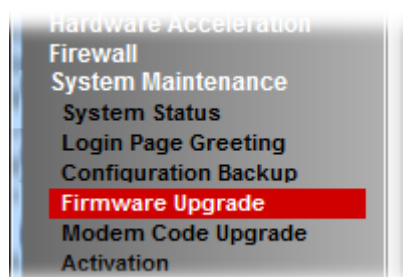 Hardware Acceleration
Firewall
System Maintenance
System Status
Login Page Greeting
Configuration Backup
Firmware Upgrade
Modem Code Upgrade
Activation